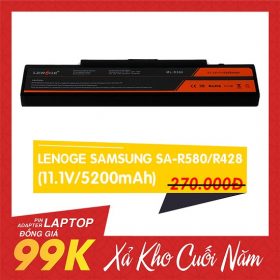 LENOGE
LENOGE SAMSUNG SA-R580/R428
(11.1V/5200mAh)
270.000Đ
PIN
ADAPTER LAPTOP
ĐỒNG GIÁ
99K
Xả Kho Cuối Năm